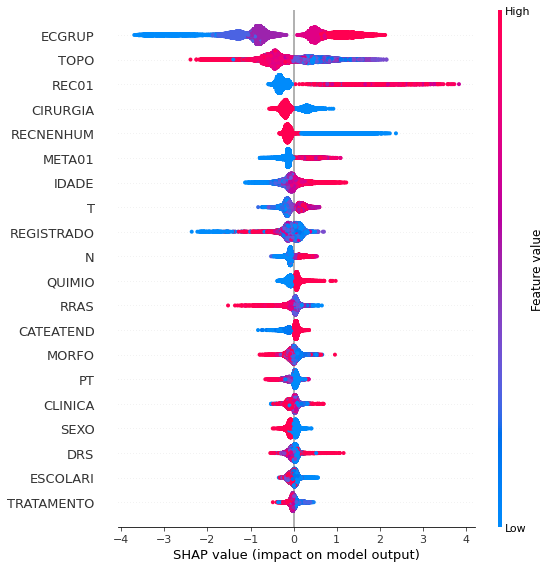 High
ECGRUP
TOPO
REC01
CIRURGIA
RECNENHUM
META01
IDADE
T
REGISTRADO
N
QUIMIO
RRAS
CATEATEND
MORFO
PT
CLINICA
SEXO
DRS
ESCOLARI
TRATAMENTO
Feature value
Low
−4 −3 −2 −1 0 1 2 3 4
SHAP value (impact on model output)